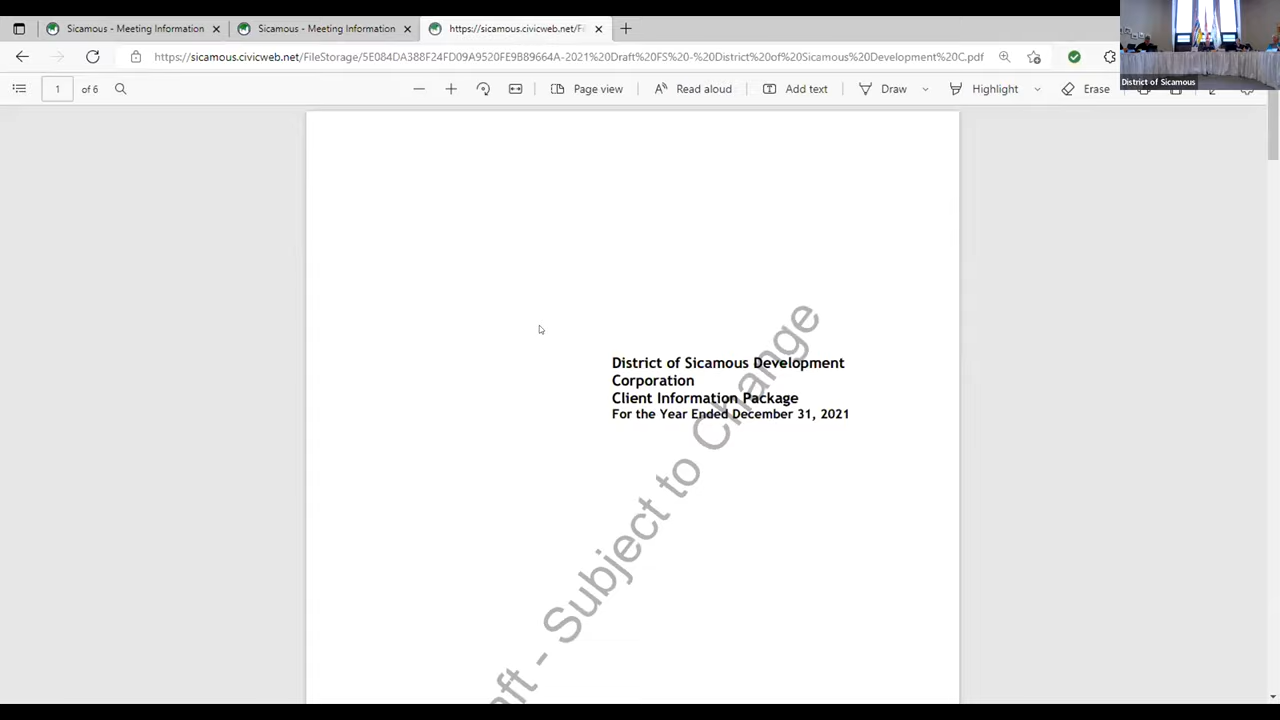 Sicamous - Meeting Information
Sicamous - Meeting Information
https://sicamous.civicweb.net/Fi
https://sicamous.civicweb.net/FileStorage/5E084DA388F24FD09A9520FE9B89664A-2021%20Draft%20FS%20-%20District%20of%20Sicamous%20Development%20C.pdf
District of Sicamous
1 of 6
Page view
Read aloud
Add text
Draw
Highlight
Erase
District of Sicamous Development
Corporation
Client Information Package
For the Year Ended December 31, 2021
ft - Subject to Change